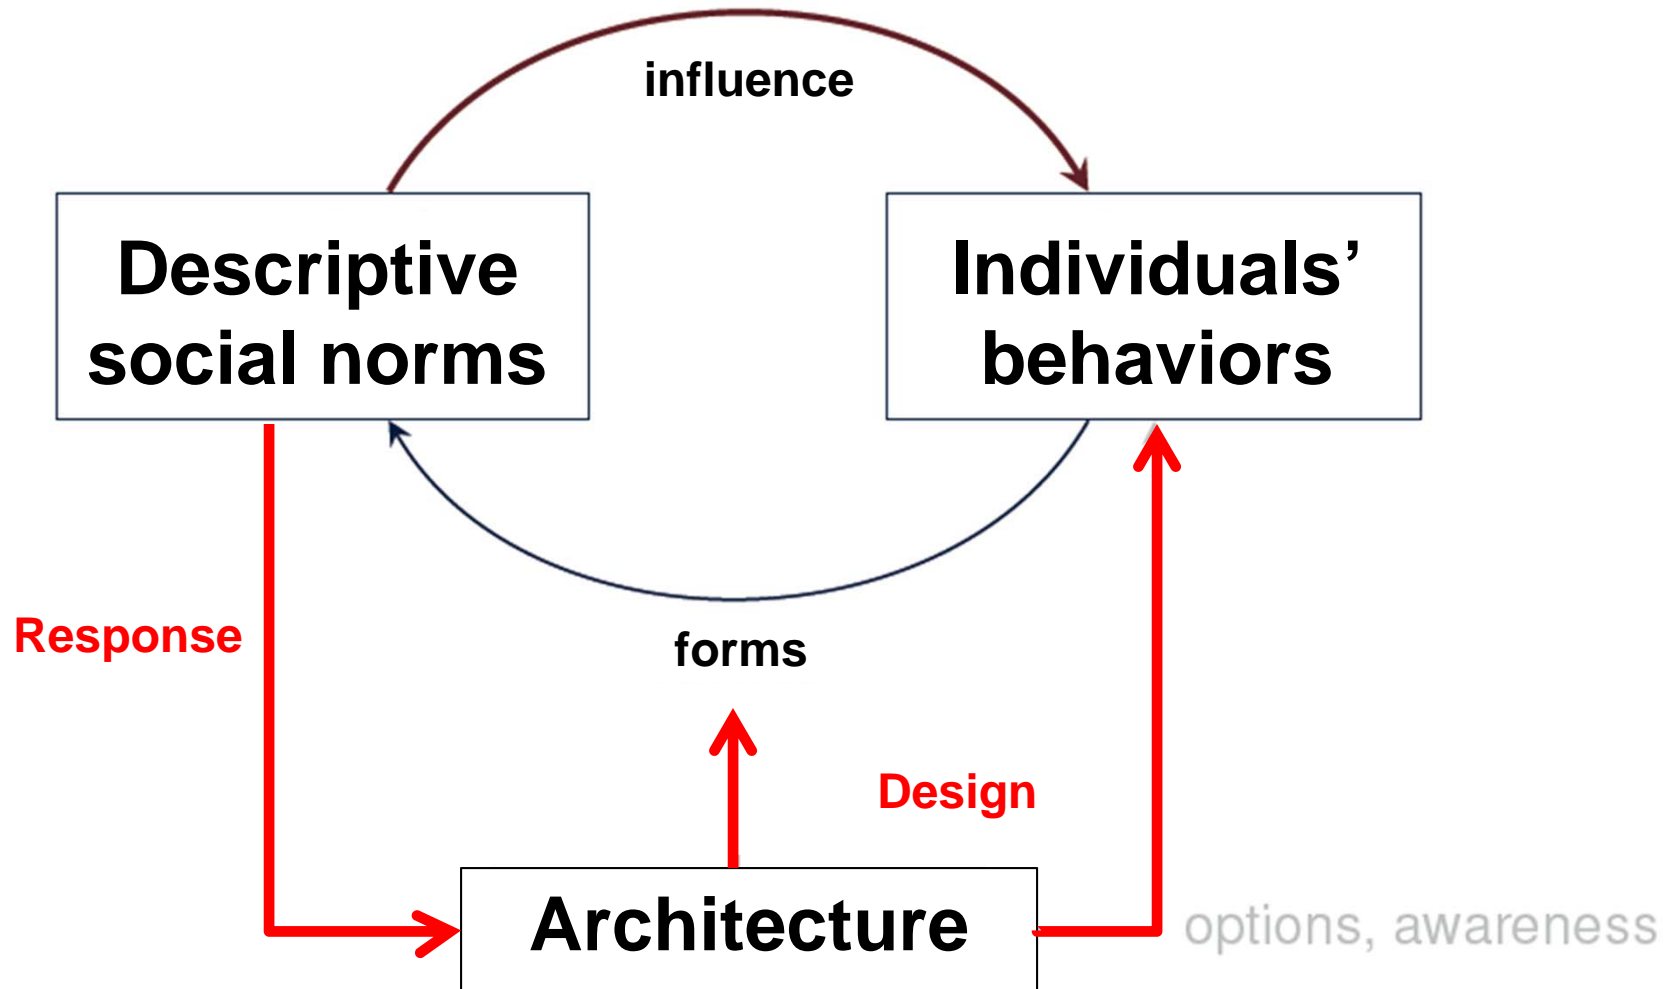 influence
Descriptive
social norms
Individuals’
behaviors
Response
forms
Design
Architecture
options, awareness